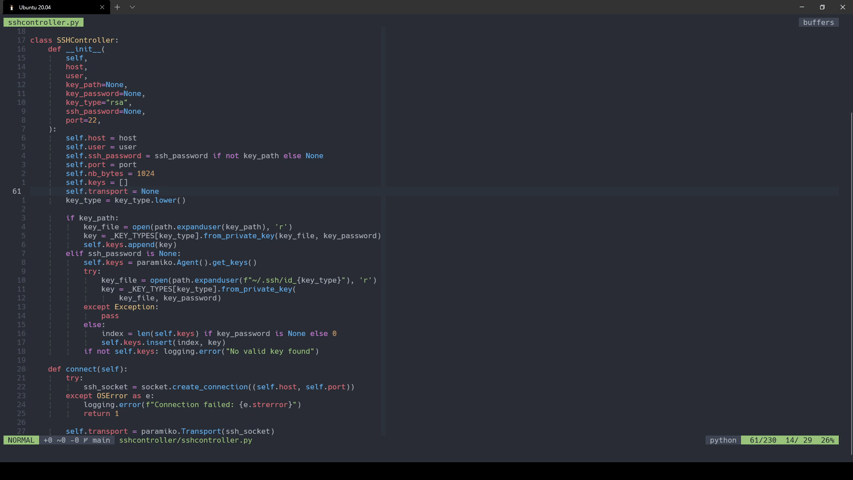 Ubuntu 20.04
sshcontroller.py buffers
18
17 class SSHController:
16 def __init__(
15 self,
14 host,
13 user,
12 key_path=None,
11 key_password=None,
10 key_type="rsa",
9 ssh_password=None,
8 port=22,
7 ):
6 self.host = host
5 self.user = user
4 self.ssh_password = ssh_password if not key_path else None
3 self.port = port
2 self.nb_bytes = 1024
1 self.keys = []
61 self.transport = None
1 key_type = key_type.lower()
2
3 if key_path:
4 key_file = open(path.expanduser(key_path), 'r')
5 key = _KEY_TYPES[key_type].from_private_key(key_file, key_password)
6 self.keys.append(key)
7 elif ssh_password is None:
8 self.keys = paramiko.Agent().get_keys()
9 try:
10 key_file = open(path.expanduser(f"~/.ssh/id_{key_type}"), 'r')
11 key = _KEY_TYPES[key_type].from_private_key(
12 key_file, key_password)
13 except Exception:
14 pass
15 else:
16 index = len(self.keys) if key_password is None else 0
17 self.keys.insert(index, key)
18 if not self.keys: logging.error("No valid key found")
19
20 def connect(self):
21 try:
22 ssh_socket = socket.create_connection((self.host, self.port))
23 except OSError as e:
24 logging.error(f"Connection failed: {e.strerror}")
25 return 1
26
27 self.transport = paramiko.Transport(ssh_socket)
NORMAL +0 ~0 -0 main sshcontroller/sshcontroller.py python 61/230 14/ 29 26%